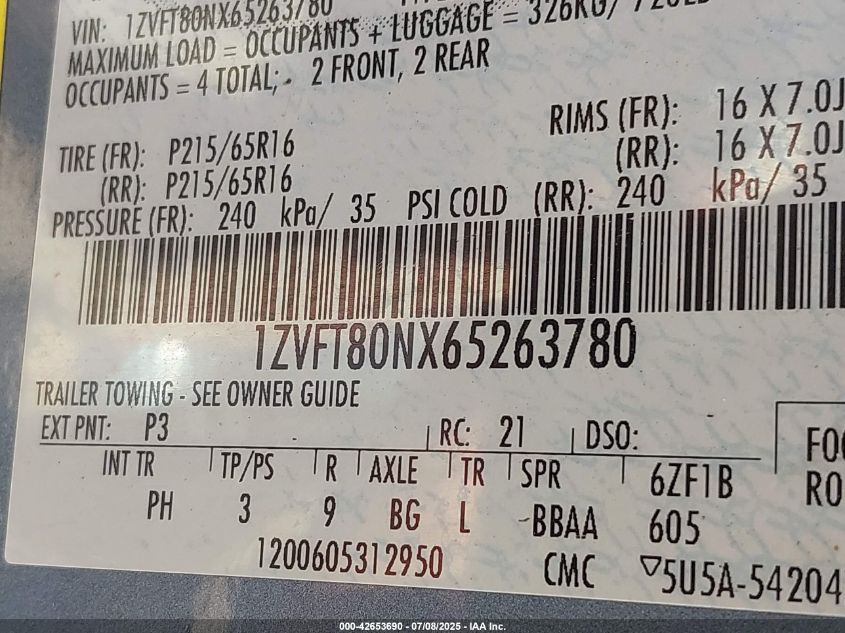 VIN: 1ZVFT80NX65263780
MAXIMUM LOAD = OCCUPANTS + LUGGAGE = 326KG/
OCCUPANTS = 4 TOTAL; 2 FRONT, 2 REAR
RIMS (FR): 16 X 7.0J
TIRE (FR): P215/65R16 (RR): 16 X 7.0J
(RR): P215/65R16
PRESSURE (FR): 240 kPa/ 35 PSI COLD (RR): 240 kPa/ 35
1ZVFT80NX65263780
TRAILER TOWING - SEE OWNER GUIDE
EXT PNT: P3 RC: 21 DSO:
INT TR TP/PS R AXLE TR SPR 6ZF1B
PH 3 9 BG L BBAA 605
1200605312950 CMC ▽5U5A-54204
000-42653690 - 07/08/2025 - IAA Inc.